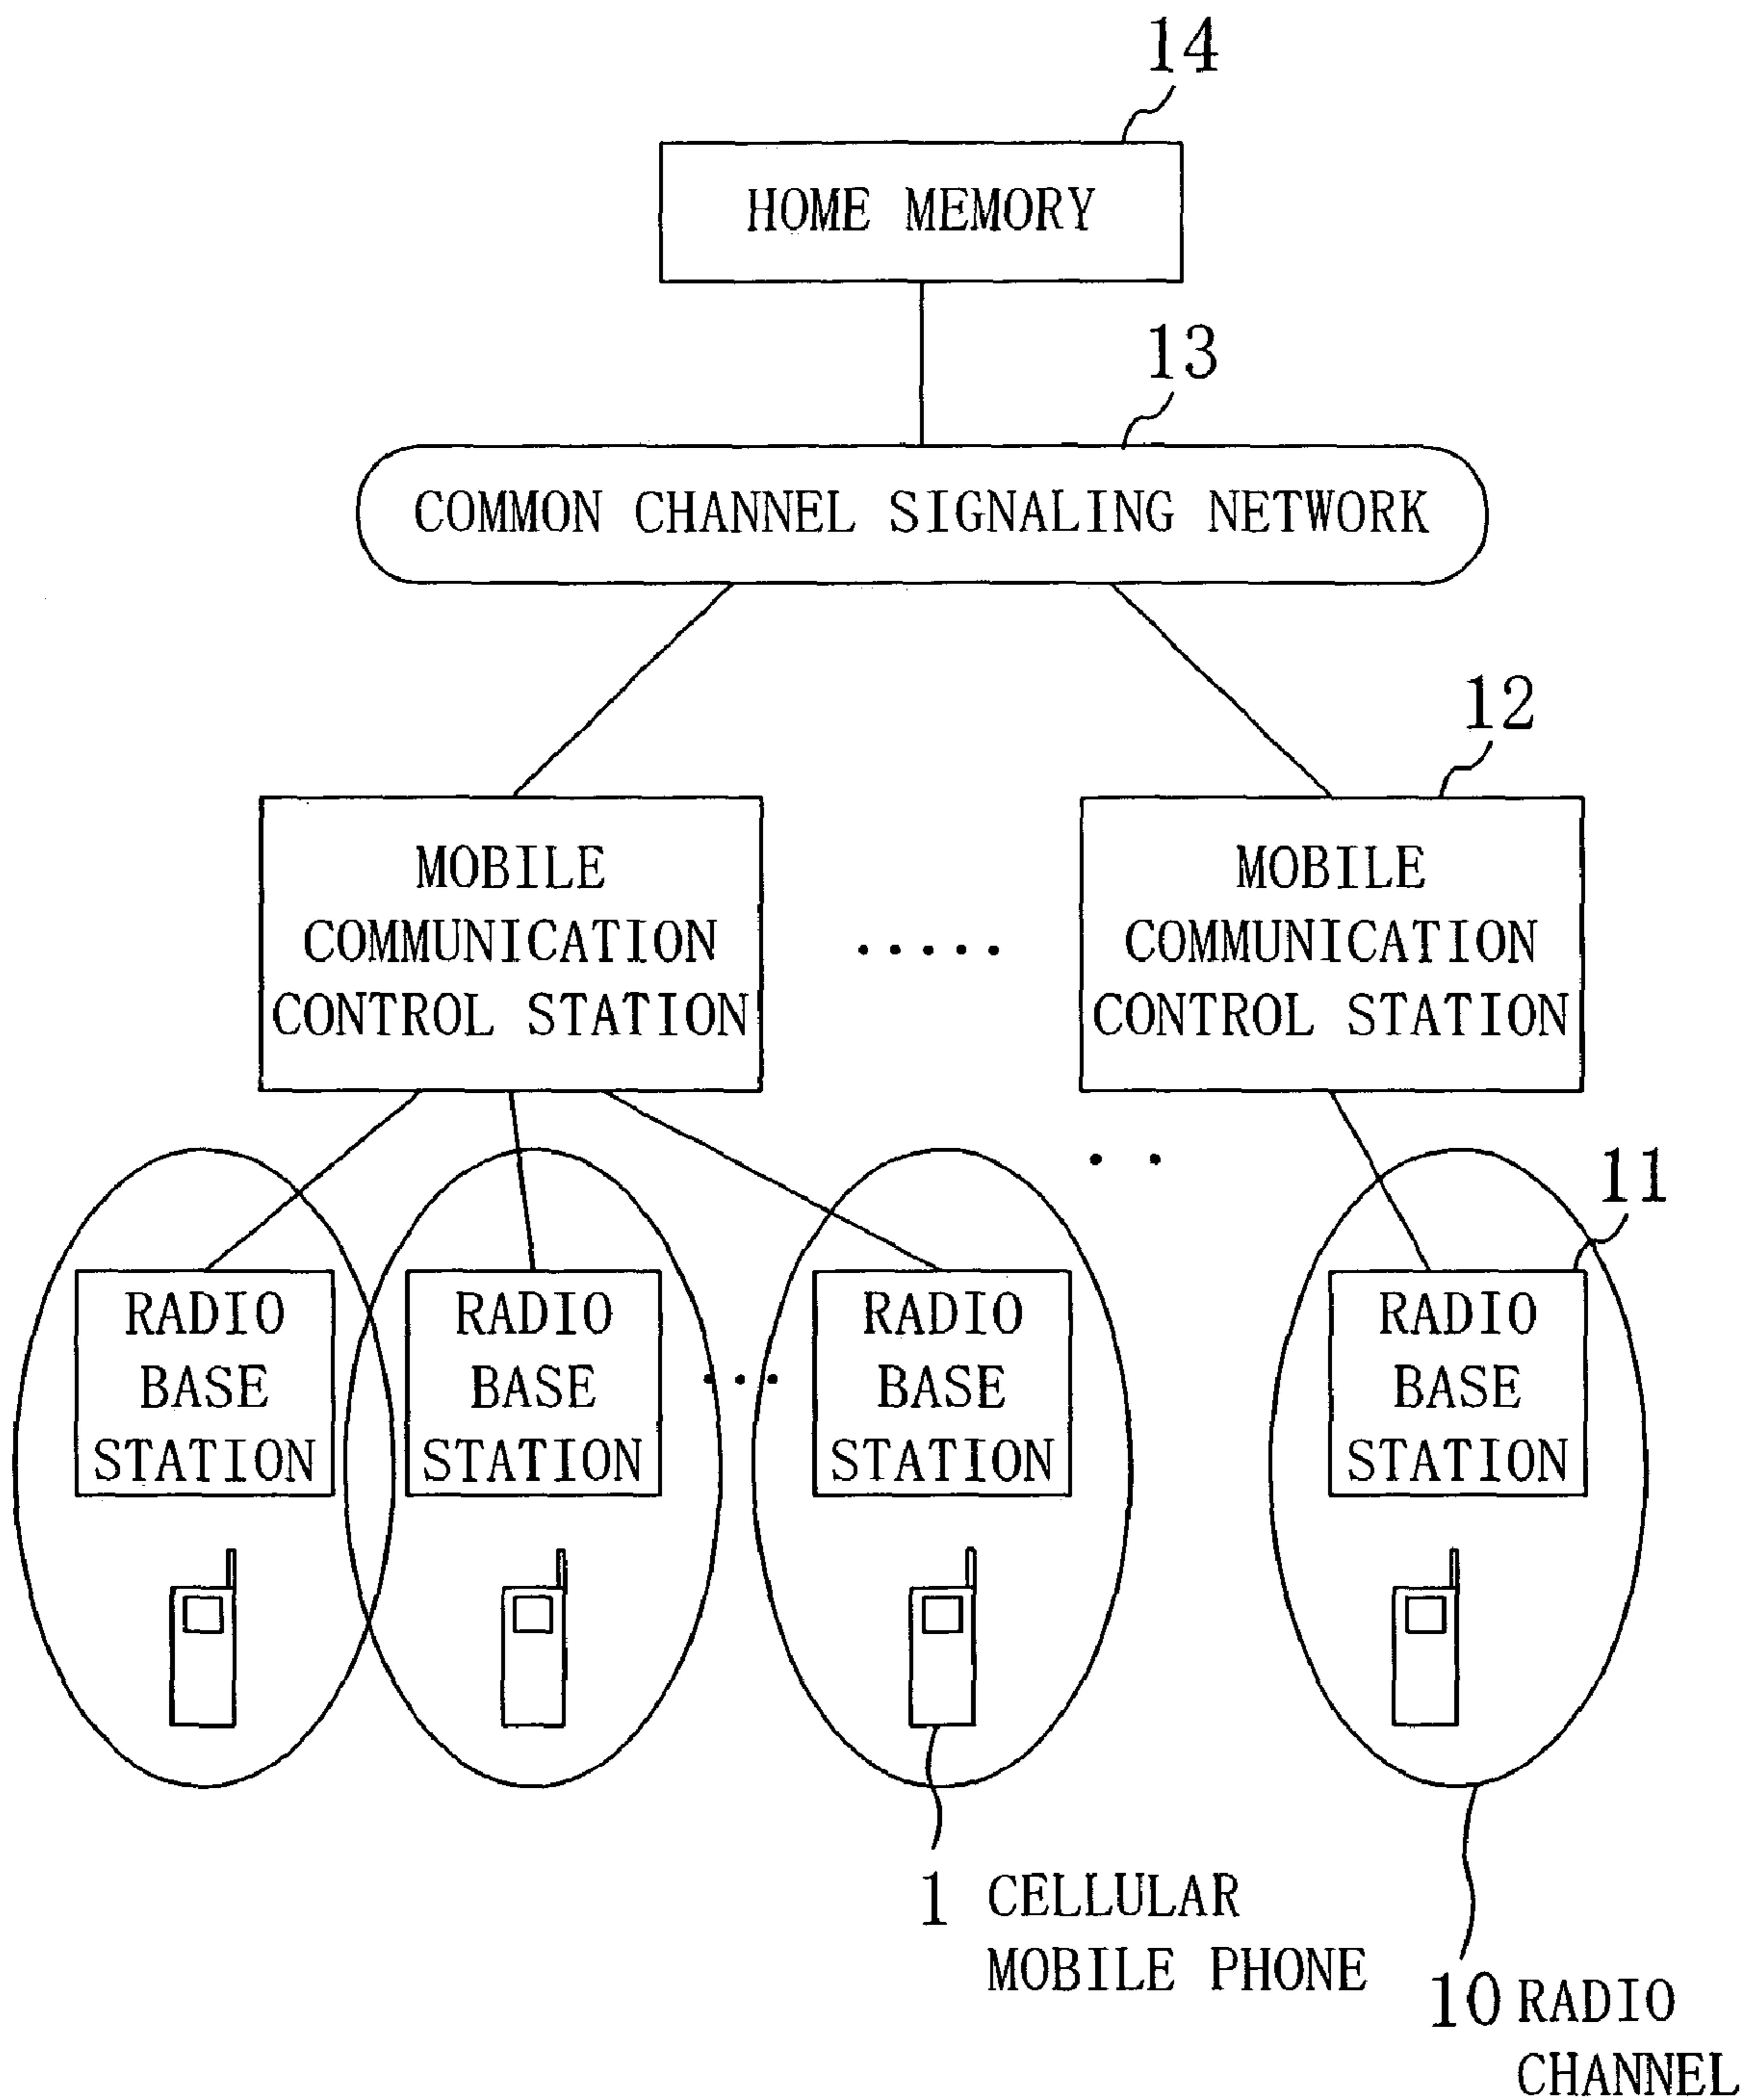 14
HOME MEMORY
13
COMMON CHANNEL SIGNALING NETWORK
12
MOBILE
COMMUNICATION
CONTROL STATION
MOBILE
COMMUNICATION
CONTROL STATION
11
RADIO
BASE
STATION
RADIO
BASE
STATION
RADIO
BASE
STATION
RADIO
BASE
STATION
1 CELLULAR
MOBILE PHONE
10 RADIO
CHANNEL